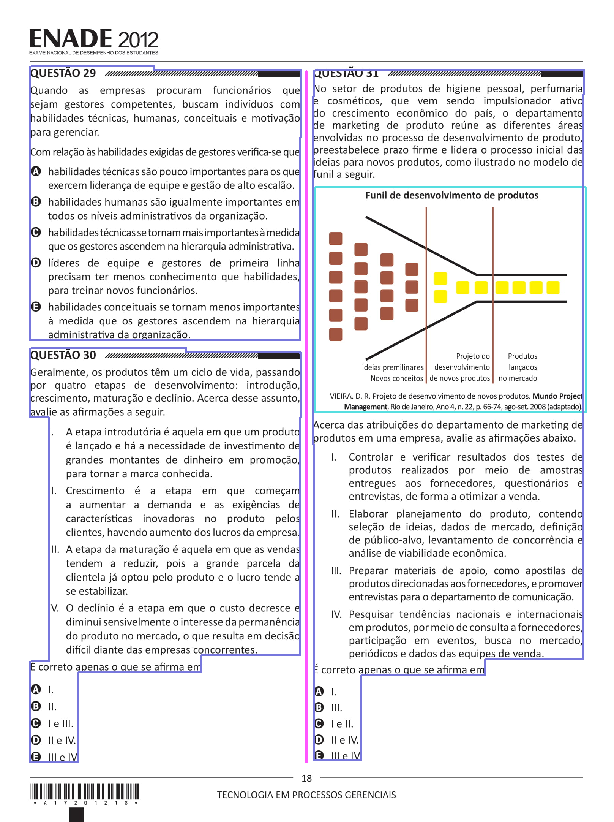 ENADE 2012
EXAME NACIONAL DE DESEMPENHO DOS ESTUDANTES
QUESTÃO 29
Quando as empresas procuram funcionários que
sejam gestores competentes, buscam indivíduos com
habilidades técnicas, humanas, conceituais e motivação
para gerenciar.
Com relação às habilidades exigidas de gestores verifica-se que
A habilidades técnicas são pouco importantes para os que
exercem liderança de equipe e gestão de alto escalão.
B habilidades humanas são igualmente importantes em
todos os níveis administrativos da organização.
C habilidades técnicas se tornam mais importantes à medida
que os gestores ascendem na hierarquia administrativa.
D líderes de equipe e gestores de primeira linha
precisam ter menos conhecimento que habilidades,
para treinar novos funcionários.
E habilidades conceituais se tornam menos importantes
à medida que os gestores ascendem na hierarquia
administrativa da organização.
QUESTÃO 30
Geralmente, os produtos têm um ciclo de vida, passando
por quatro etapas de desenvolvimento: introdução,
crescimento, maturação e declínio. Acerca desse assunto,
avalie as afirmações a seguir.
I. A etapa introdutória é aquela em que um produto
é lançado e há a necessidade de investimento de
grandes montantes de dinheiro em promoção,
para tornar a marca conhecida.
II. Crescimento é a etapa em que começam
a aumentar a demanda e as exigências de
características inovadoras no produto pelos
clientes, havendo aumento dos lucros da empresa.
III. A etapa da maturação é aquela em que as vendas
tendem a reduzir, pois a grande parcela da
clientela já optou pelo produto e o lucro tende a
se estabilizar.
IV. O declínio é a etapa em que o custo decresce e
diminui sensivelmente o interesse da permanência
do produto no mercado, o que resulta em decisão
difícil diante das empresas concorrentes.
É correto apenas o que se afirma em
A I.
B II.
C I e III.
D II e IV.
E III e IV.
QUESTÃO 31
No setor de produtos de higiene pessoal, perfumaria
e cosméticos, que vem sendo impulsionador ativo
do crescimento econômico do país, o departamento
de marketing de produto reúne as diferentes áreas
envolvidas no processo de desenvolvimento de produto,
preestabelece prazo firme e lidera o processo inicial das
ideias para novos produtos, como ilustrado no modelo de
funil a seguir.
Funil de desenvolvimento de produtos
Projeto do Produtos
Ideias premilinares desenvolvimento lançados
Novos conceitos de novos produtos no mercado
VIEIRA. D. R. Projeto de desenvolvimento de novos produtos. Mundo Project
Management. Rio de Janeiro, Ano 4, n. 22, p. 66-74, ago-set. 2008 (adaptado).
Acerca das atribuições do departamento de marketing de
produtos em uma empresa, avalie as afirmações abaixo.
I. Controlar e verificar resultados dos testes de
produtos realizados por meio de amostras
entregues aos fornecedores, questionários e
entrevistas, de forma a otimizar a venda.
II. Elaborar planejamento do produto, contendo
seleção de ideias, dados de mercado, definição
de público-alvo, levantamento de concorrência e
análise de viabilidade econômica.
III. Preparar materiais de apoio, como apostilas de
produtos direcionadas aos fornecedores, e promover
entrevistas para o departamento de comunicação.
IV. Pesquisar tendências nacionais e internacionais
em produtos, por meio de consulta a fornecedores,
participação em eventos, busca no mercado,
periódicos e dados das equipes de venda.
É correto apenas o que se afirma em
A I.
B III.
C I e II.
D II e IV.
E III e IV.
18
TECNOLOGIA EM PROCESSOS GERENCIAIS
*A1720121​8*